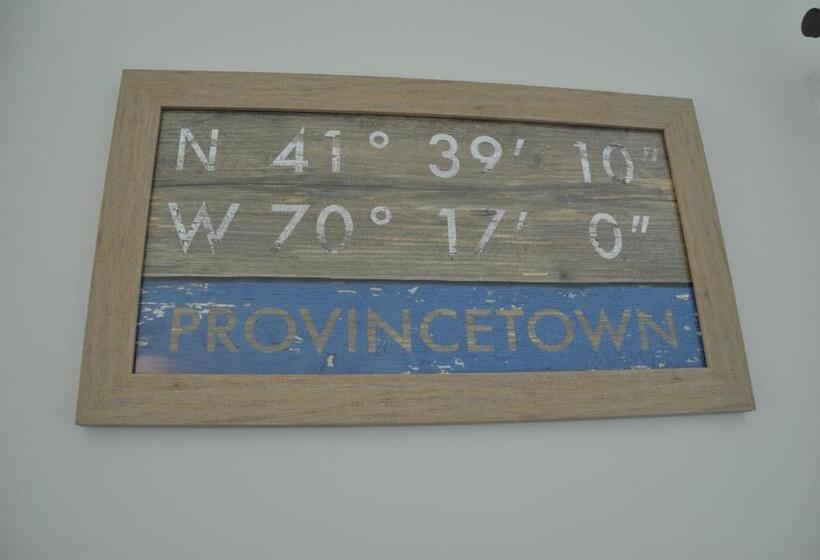 N 41° 39' 10"
W 70° 17' 0"
PROVINCETOWN